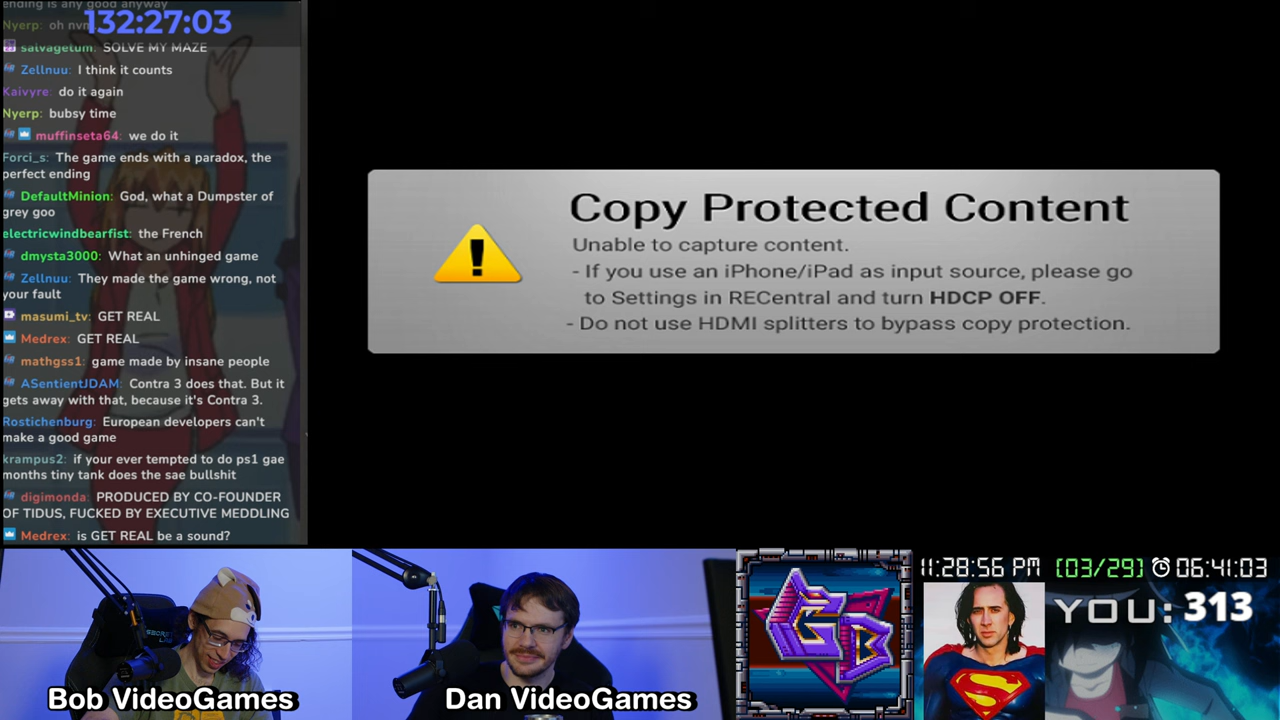 ending is any good anyway
Nyerp: oh nvm
132:27:03
salvagetum: SOLVE MY MAZE
Zellnuu: I think it counts
Kaivyre: do it again
Nyerp: bubsy time
muffinseta64: we do it
Forci_s: The game ends with a paradox, the
perfect ending
DefaultMinion: God, what a Dumpster of
grey goo
electricwindbearfist: the French
dmysta3000: What an unhinged game
Zellnuu: They made the game wrong, not
your fault
masumi_tv: GET REAL
Medrex: GET REAL
mathgss1: game made by insane people
ASentientJDAM: Contra 3 does that. But it
gets away with that, because it's Contra 3.
Rostichenburg: European developers can't
make a good game
krampus2: if your ever tempted to do ps1 gae
months tiny tank does the sae bullshit
digimonda: PRODUCED BY CO-FOUNDER
OF TIDUS, FUCKED BY EXECUTIVE MEDDLING
Medrex: is GET REAL be a sound?
Copy Protected Content
Unable to capture content.
- If you use an iPhone/iPad as input source, please go
to Settings in RECentral and turn HDCP OFF.
- Do not use HDMI splitters to bypass copy protection.
Bob VideoGames
Dan VideoGames
GB
11:28:56 PM [03/29] 06:41:03
YOU: 313